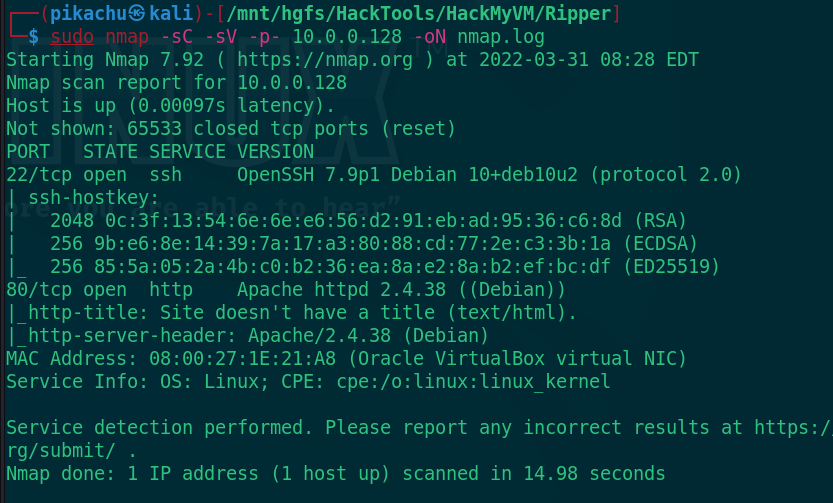 ┌──(pikachu㉿kali)-[/mnt/hgfs/HackTools/HackMyVM/Ripper]
└─$ sudo nmap -sC -sV -p- 10.0.0.128 -oN nmap.log
Starting Nmap 7.92 ( https://nmap.org ) at 2022-03-31 08:28 EDT
Nmap scan report for 10.0.0.128
Host is up (0.00097s latency).
Not shown: 65533 closed tcp ports (reset)
PORT   STATE SERVICE VERSION
22/tcp open  ssh     OpenSSH 7.9p1 Debian 10+deb10u2 (protocol 2.0)
| ssh-hostkey:
|   2048 0c:3f:13:54:6e:6e:e6:56:d2:91:eb:ad:95:36:c6:8d (RSA)
|   256 9b:e6:8e:14:39:7a:17:a3:80:88:cd:77:2e:c3:3b:1a (ECDSA)
|_  256 85:5a:05:2a:4b:c0:b2:36:ea:8a:e2:8a:b2:ef:bc:df (ED25519)
80/tcp open  http    Apache httpd 2.4.38 ((Debian))
|_http-title: Site doesn't have a title (text/html).
|_http-server-header: Apache/2.4.38 (Debian)
MAC Address: 08:00:27:1E:21:A8 (Oracle VirtualBox virtual NIC)
Service Info: OS: Linux; CPE: cpe:/o:linux:linux_kernel

Service detection performed. Please report any incorrect results at https:/
rg/submit/ .
Nmap done: 1 IP address (1 host up) scanned in 14.98 seconds